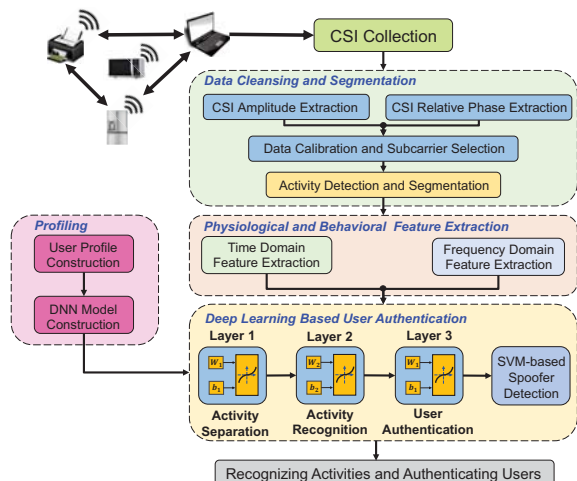 CSI Collection
Data Cleansing and Segmentation
CSI Amplitude Extraction
CSI Relative Phase Extraction
Data Calibration and Subcarrier Selection
Activity Detection and Segmentation
Profiling
User Profile
Construction
DNN Model
Construction
Physiological and Behavioral Feature Extraction
Time Domain
Feature Extraction
Frequency Domain
Feature Extraction
Deep Learning Based User Authentication
Layer 1
Layer 2
Layer 3
W₁
b₁
W₂
b₂
W₁
b₁
Activity
Separation
Activity
Recognition
User
Authentication
SVM-based
Spoofer
Detection
Recognizing Activities and Authenticating Users